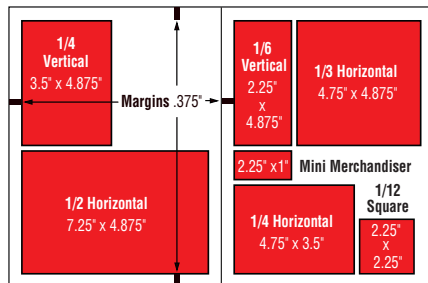 1/4
Vertical
3.5" x 4.875"
Margins .375"
1/2 Horizontal
7.25" x 4.875"
1/6
Vertical
2.25"
x
4.875"
1/3 Horizontal
4.75" x 4.875"
2.25" x1"
Mini Merchandiser
1/4 Horizontal
4.75" x 3.5"
1/12
Square
2.25"
x
2.25"